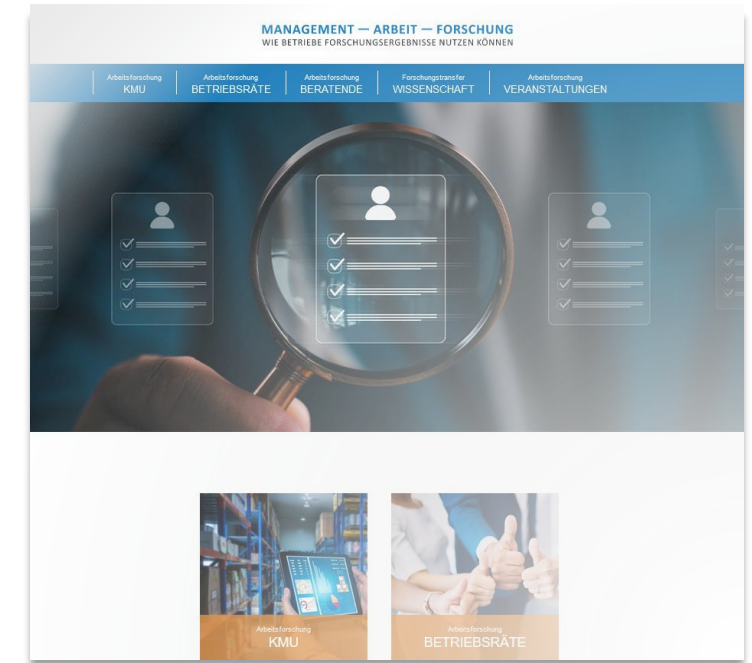 MANAGEMENT — ARBEIT — FORSCHUNG
WIE BETRIEBE FORSCHUNGSERGEBNISSE NUTZEN KÖNNEN
Arbeitsforschung
KMU
Arbeitsforschung
BETRIEBSRÄTE
Arbeitsforschung
BERATENDE
Forschungstransfer
WISSENSCHAFT
Arbeitsforschung
VERANSTALTUNGEN
Arbeitsforschung
KMU
Arbeitsforschung
BETRIEBSRÄTE